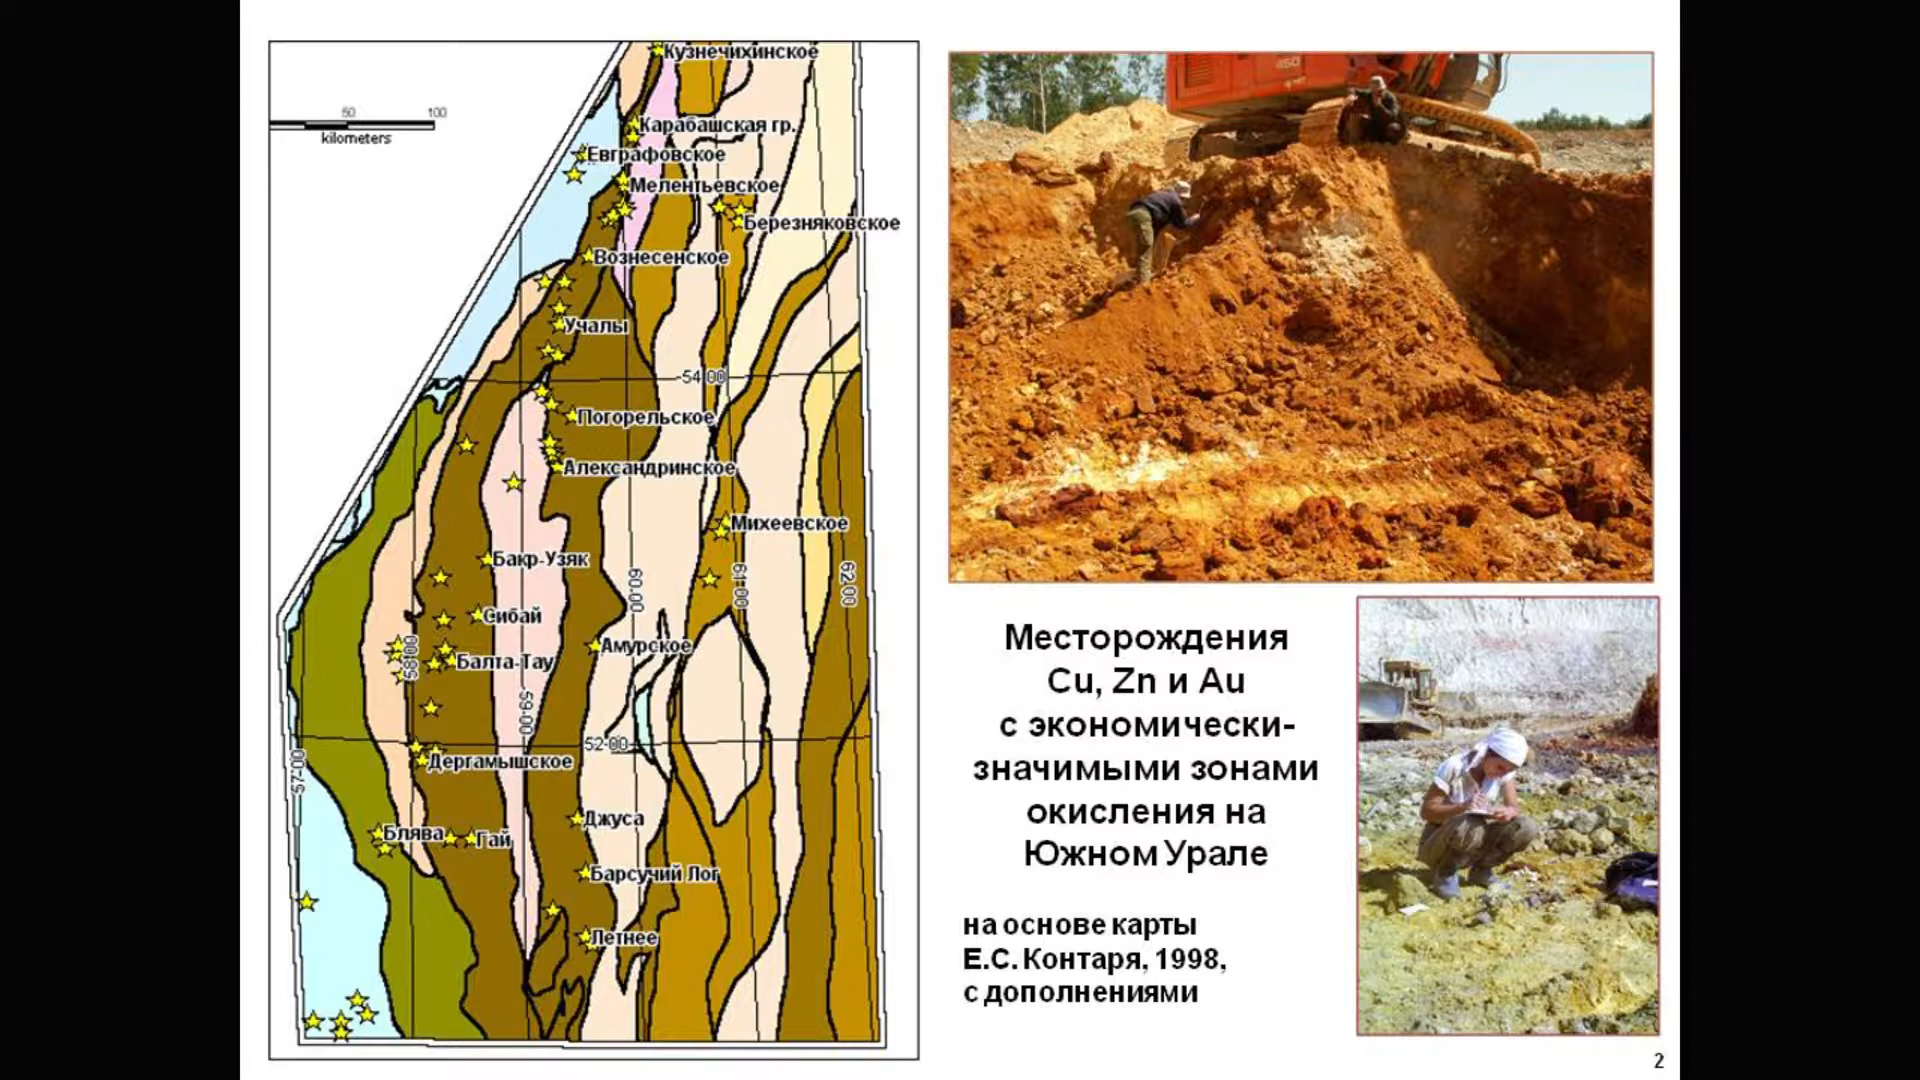 Кузнечихинское
50 100
kilometers
Карабашская гр.
Евграфовское
Мелентьевское
Березняковское
Вознесенское
Учалы
54 00
Погорельское
Александринское
Михеевское
Бакр-Узяк
60.00
61.00
62.00
Сибай
Амурское
58.00
Балта-Тау
59.00
52.00
57.00
Дергамышское
Джуса
Блява
Гай
Барсучий Лог
Летнее
450
Месторождения
Cu, Zn и Au
с экономически-
значимыми зонами
окисления на
Южном Урале
на основе карты
Е.С. Контаря, 1998,
с дополнениями
2